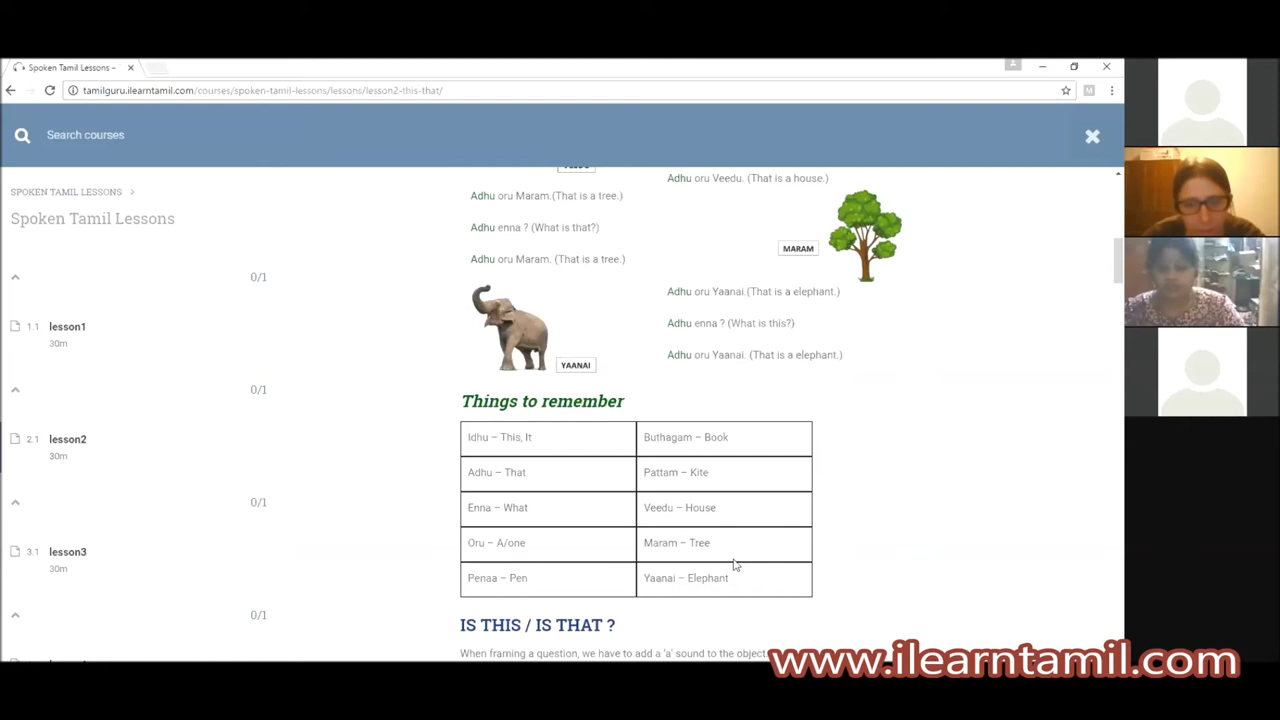 Spoken Tamil Lessons –
tamilguru.ilearntamil.com/courses/spoken-tamil-lessons/lessons/lesson2-this-that/
Search courses
SPOKEN TAMIL LESSONS
Spoken Tamil Lessons
0/1
1.1 lesson1
30m
0/1
2.1 lesson2
30m
0/1
3.1 lesson3
30m
0/1
Adhu oru Veedu. (That is a house.)
Adhu oru Maram.(That is a tree.)
Adhu enna ? (What is that?)
Adhu oru Maram. (That is a tree.)
MARAM
Adhu oru Yaanai.(That is a elephant.)
Adhu enna ? (What is this?)
Adhu oru Yaanai. (That is a elephant.)
YAANAI
Things to remember
Idhu – This, It
Buthagam – Book
Adhu – That
Pattam – Kite
Enna – What
Veedu – House
Oru – A/one
Maram – Tree
Penaa – Pen
Yaanai – Elephant
IS THIS / IS THAT ?
When framing a question, we have to add a 'a' sound to the object.
www.ilearntamil.com